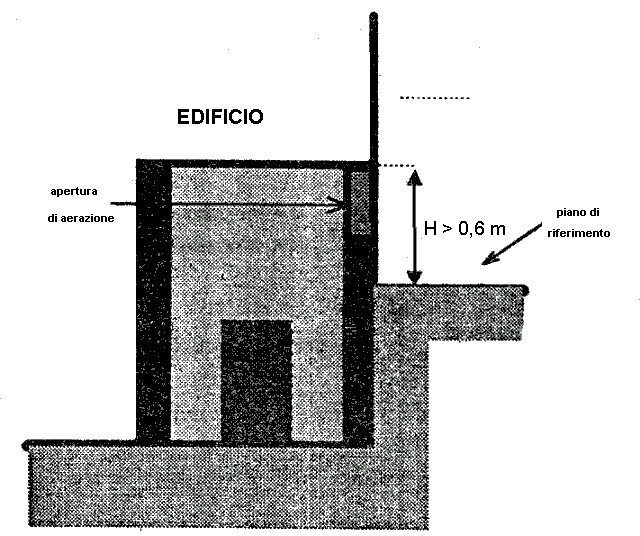 EDIFICIO
apertura
di aerazione
H > 0,6 m
piano di
riferimento